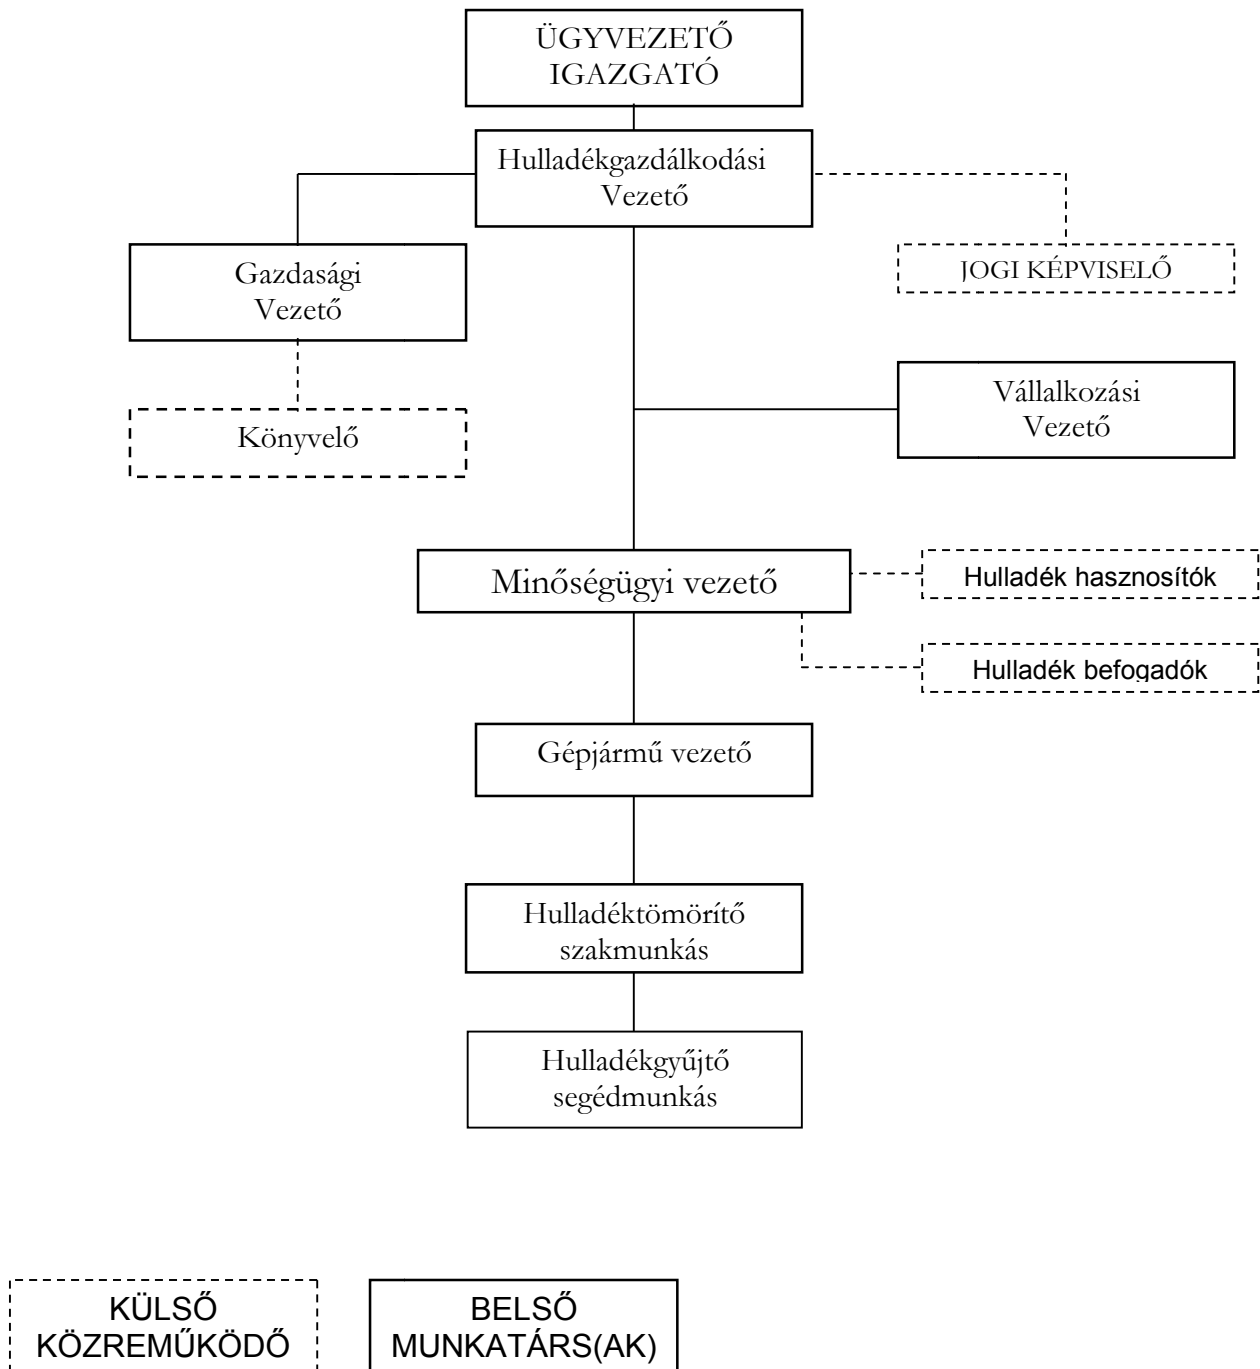 ÜGYVEZETŐ
IGAZGATÓ
Hulladékgazdálkodási
Vezető
Gazdasági
Vezető
JOGI KÉPVISELŐ
Vállalkozási
Vezető
Könyvelő
Minőségügyi vezető
Hulladék hasznosítók
Hulladék befogadók
Gépjármű vezető
Hulladéktömörítő
szakmunkás
Hulladékgyűjtő
segédmunkás
KÜLSŐ
KÖZREMŰKÖDŐ
BELSŐ
MUNKATÁRS(AK)